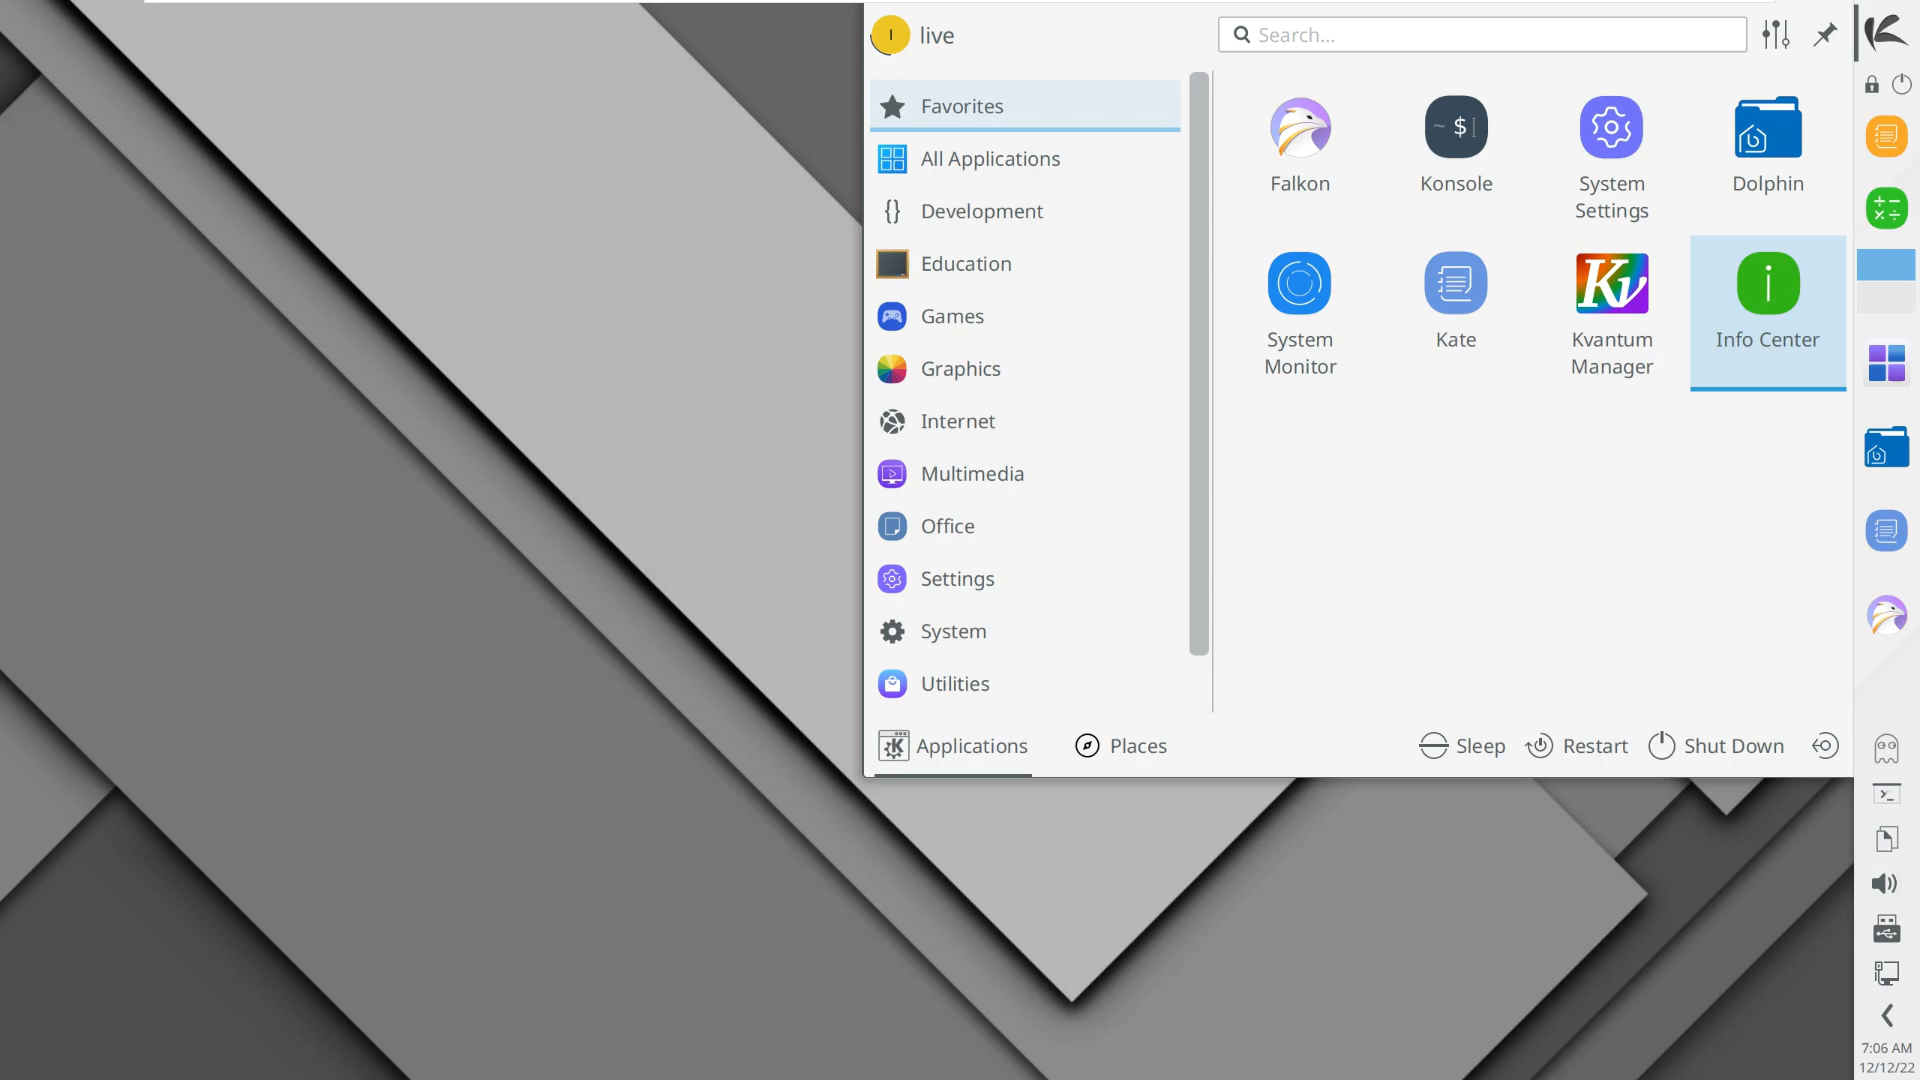 live
Search...
Favorites
All Applications
Development
Education
Games
Graphics
Internet
Multimedia
Office
Settings
System
Utilities
Falkon
Konsole
~ $
System
Settings
Dolphin
System
Monitor
Kate
Kv
Kvantum
Manager
Info Center
Applications
Places
Sleep
Restart
Shut Down
7:06 AM
12/12/22